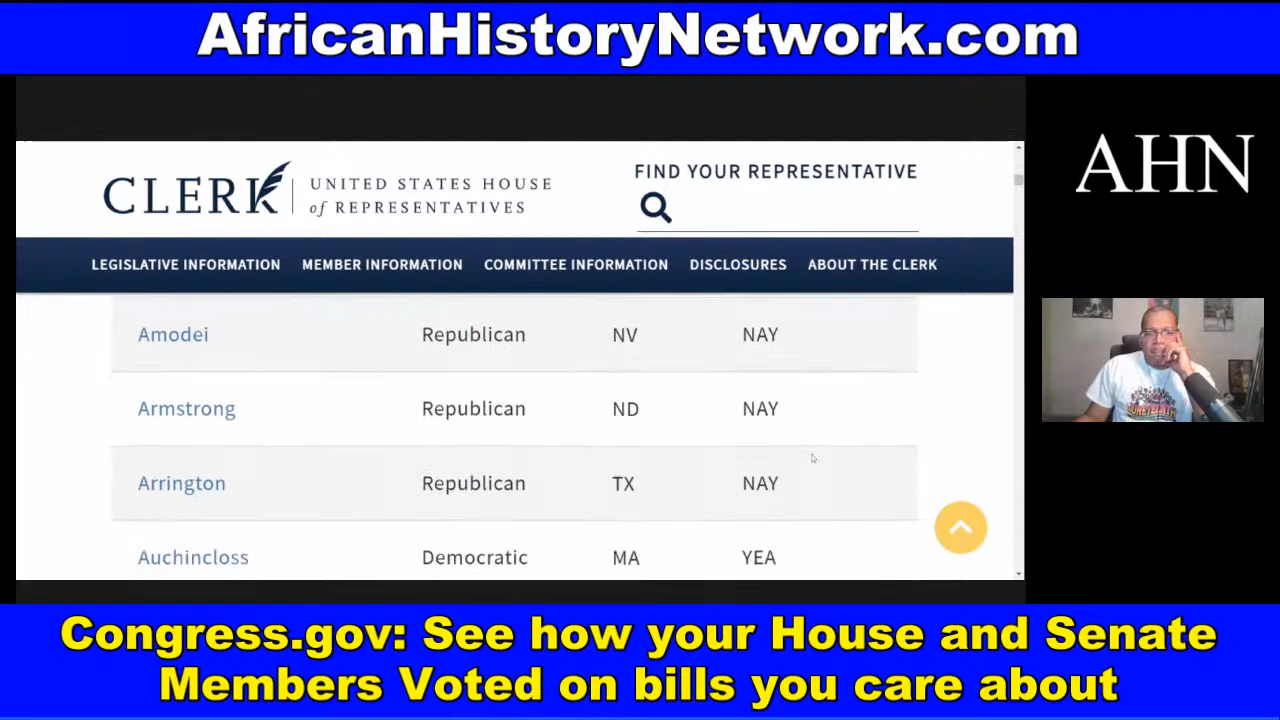 AfricanHistoryNetwork.com
CLERK
UNITED STATES HOUSE
of REPRESENTATIVES
FIND YOUR REPRESENTATIVE
LEGISLATIVE INFORMATION MEMBER INFORMATION COMMITTEE INFORMATION DISCLOSURES ABOUT THE CLERK
Amodei Republican NV NAY
Armstrong Republican ND NAY
Arrington Republican TX NAY
Auchincloss Democratic MA YEA
AHN
JUNETEENTH
Congress.gov: See how your House and Senate
Members Voted on bills you care about